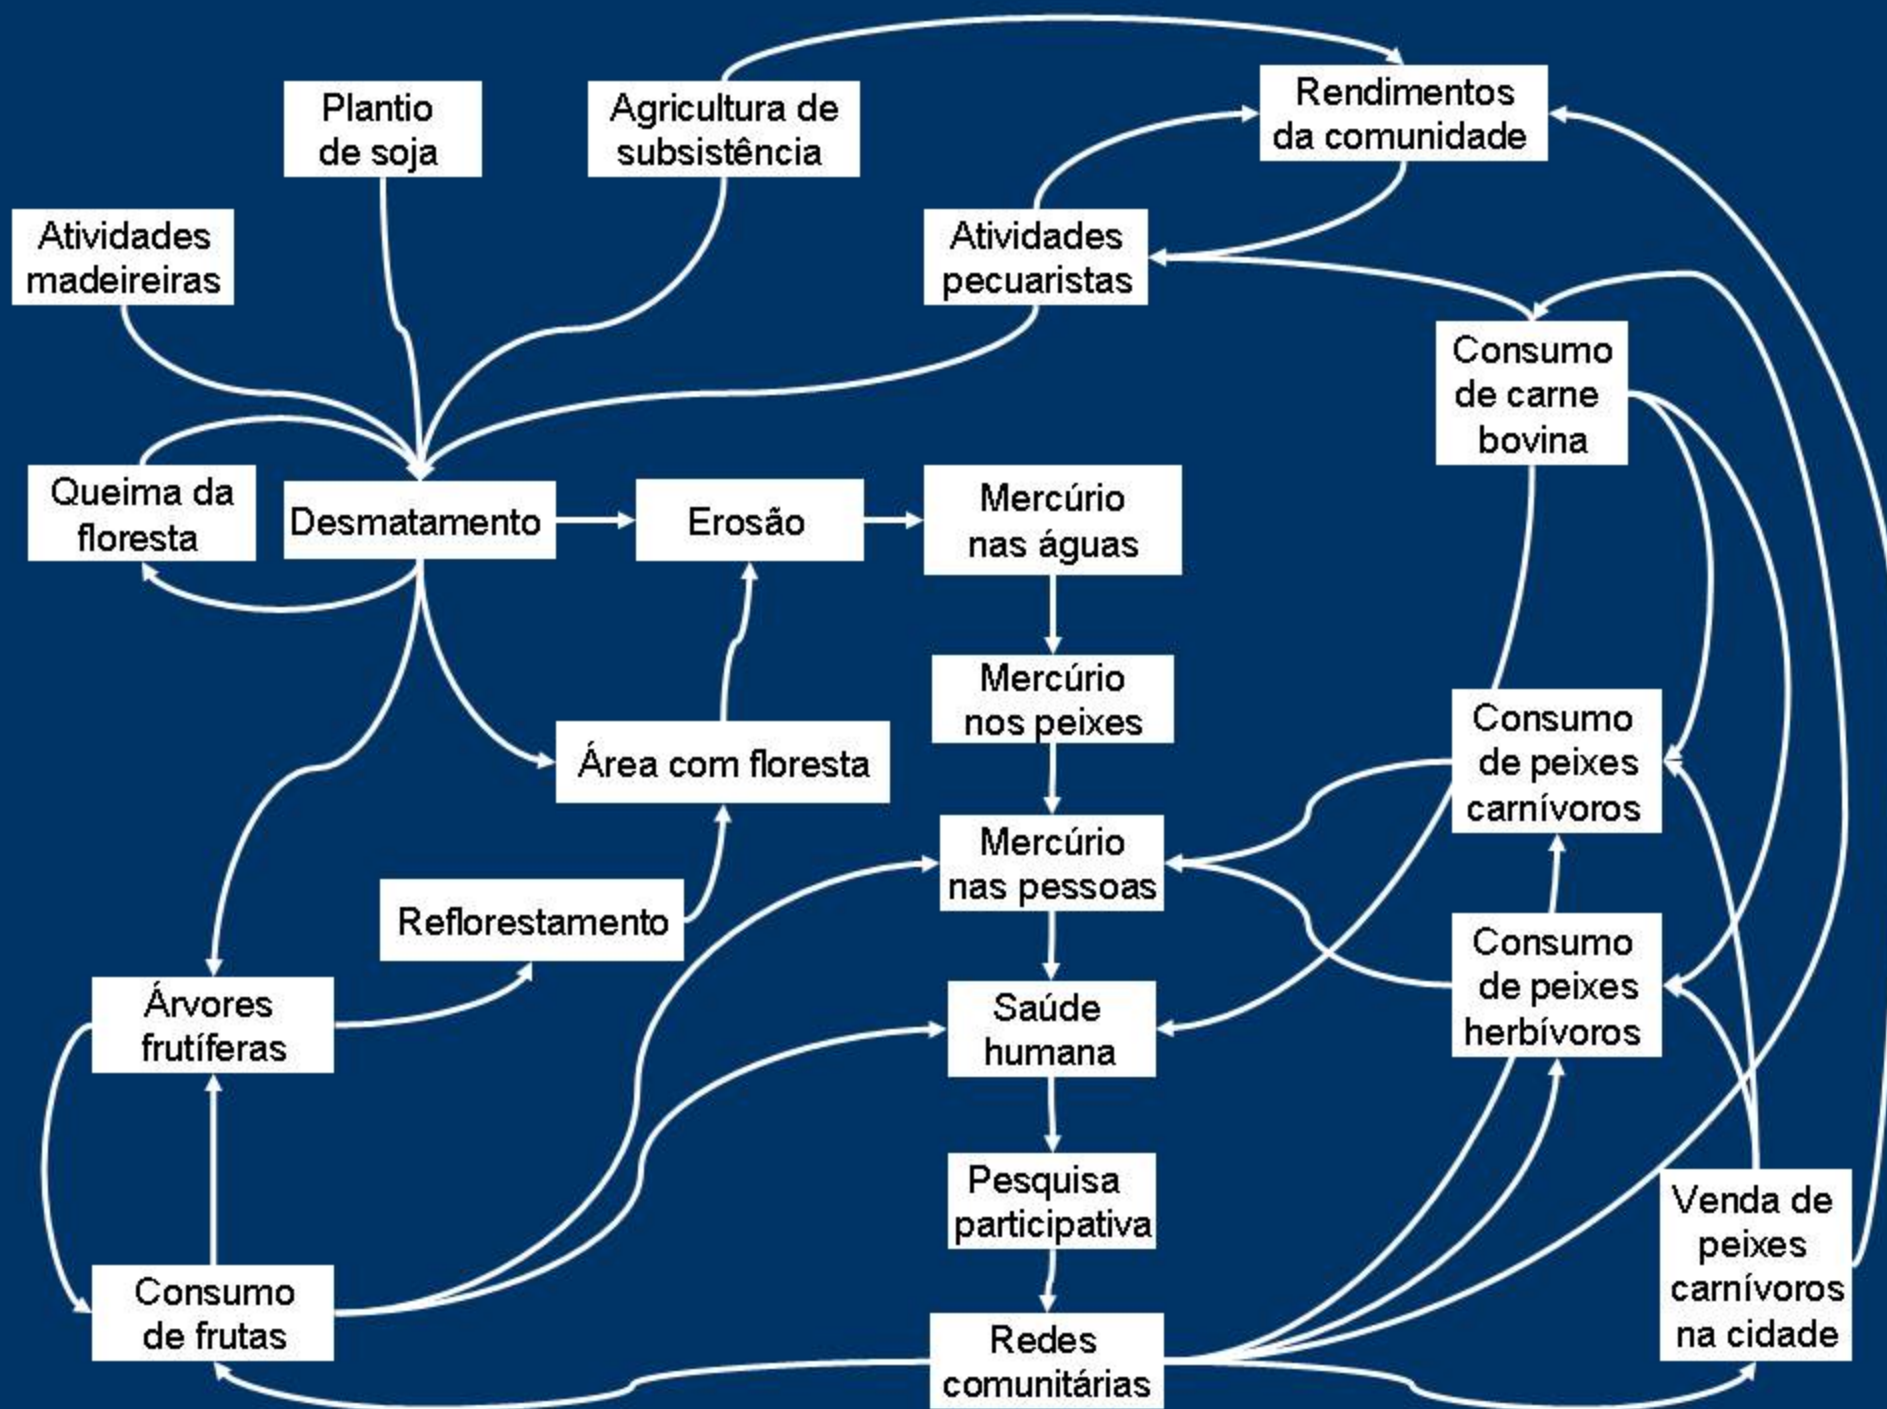 Plantio
de soja
Agricultura de
subsistência
Rendimentos
da comunidade
Atividades
madeireiras
Atividades
pecuaristas
Consumo
de carne
bovina
Queima da
floresta
Desmatamento
Erosão
Mercúrio
nas águas
Mercúrio
nos peixes
Consumo
de peixes
carnívoros
Área com floresta
Mercúrio
nas pessoas
Reflorestamento
Consumo
de peixes
herbívoros
Árvores
frutíferas
Saúde
humana
Pesquisa
participativa
Venda de
peixes
carnívoros
na cidade
Consumo
de frutas
Redes
comunitárias